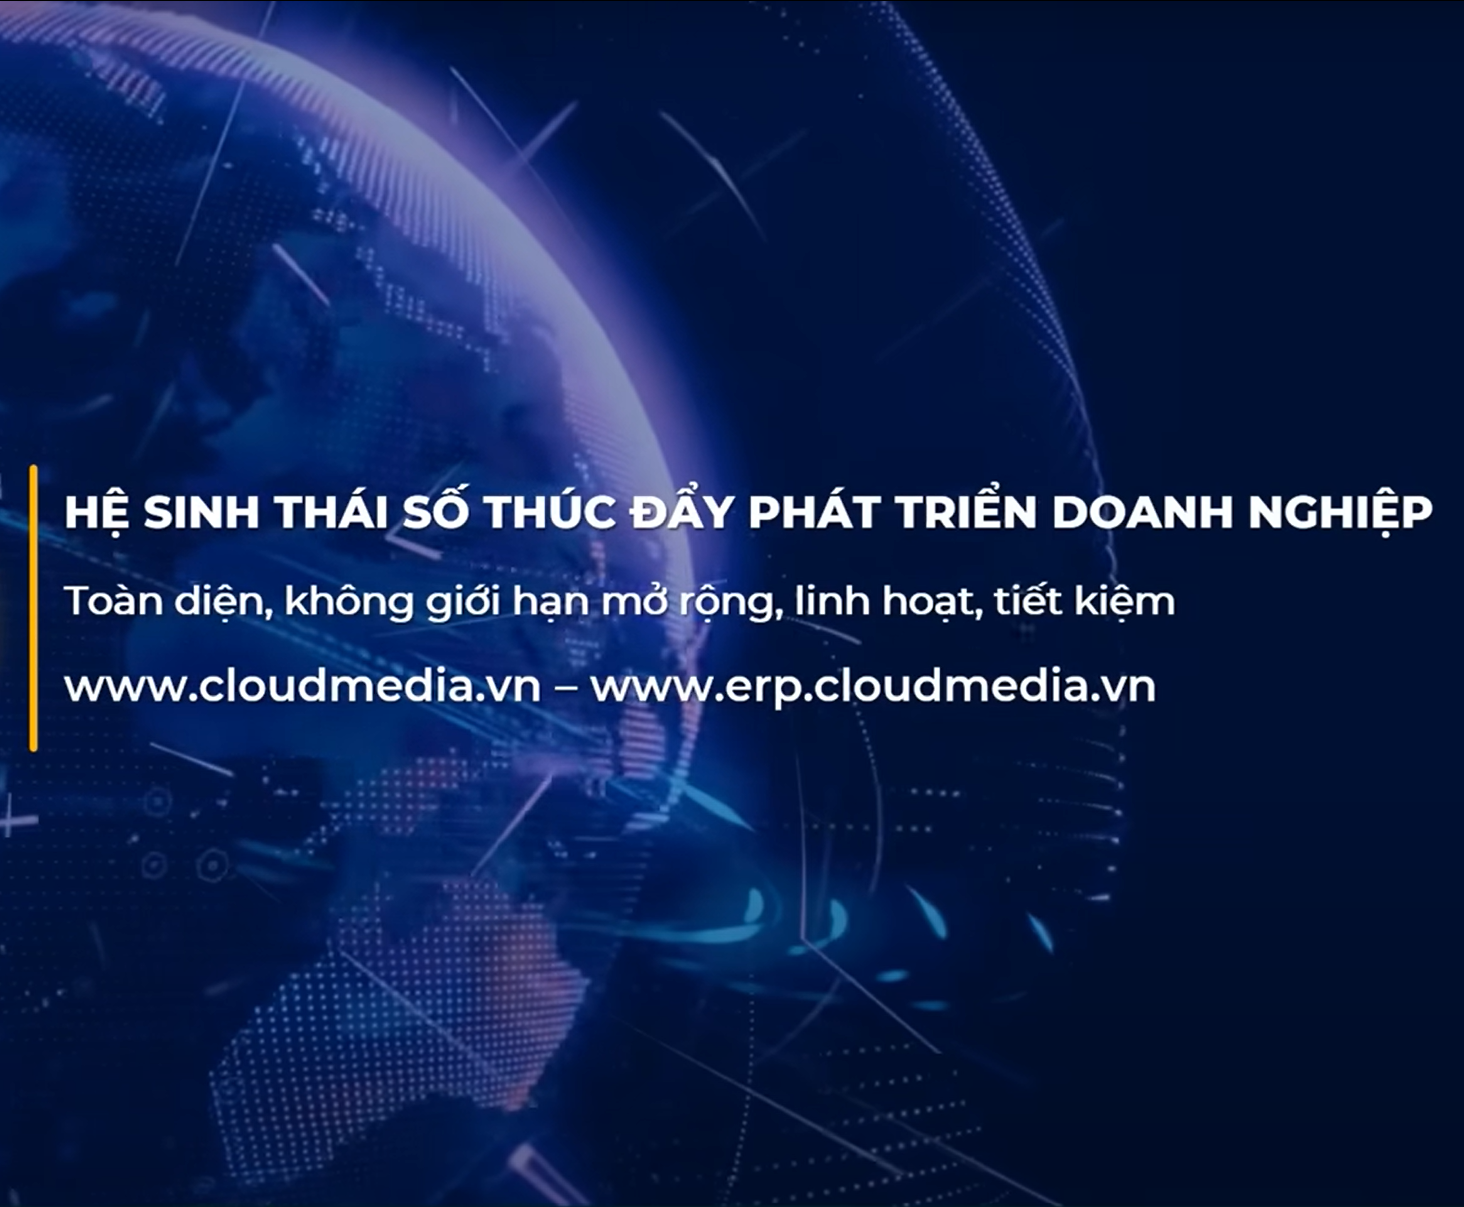 HỆ SINH THÁI SỐ THÚC ĐẨY PHÁT TRIỂN DOANH NGHIỆP
Toàn diện, không giới hạn mở rộng, linh hoạt, tiết kiệm
www.cloudmedia.vn – www.erp.cloudmedia.vn